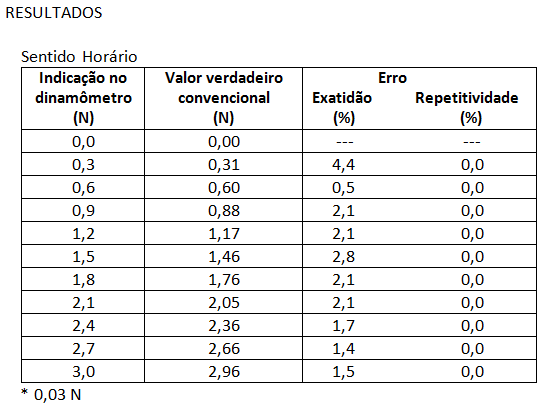 RESULTADOS
Sentido Horário
Indicação no dinamômetro (N) Valor verdadeiro convencional (N) Erro Exatidão (%) Repetitividade (%)
0,0 0,00 --- ---
0,3 0,31 4,4 0,0
0,6 0,60 0,5 0,0
0,9 0,88 2,1 0,0
1,2 1,17 2,1 0,0
1,5 1,46 2,8 0,0
1,8 1,76 2,1 0,0
2,1 2,05 2,1 0,0
2,4 2,36 1,7 0,0
2,7 2,66 1,4 0,0
3,0 2,96 1,5 0,0
* 0,03 N